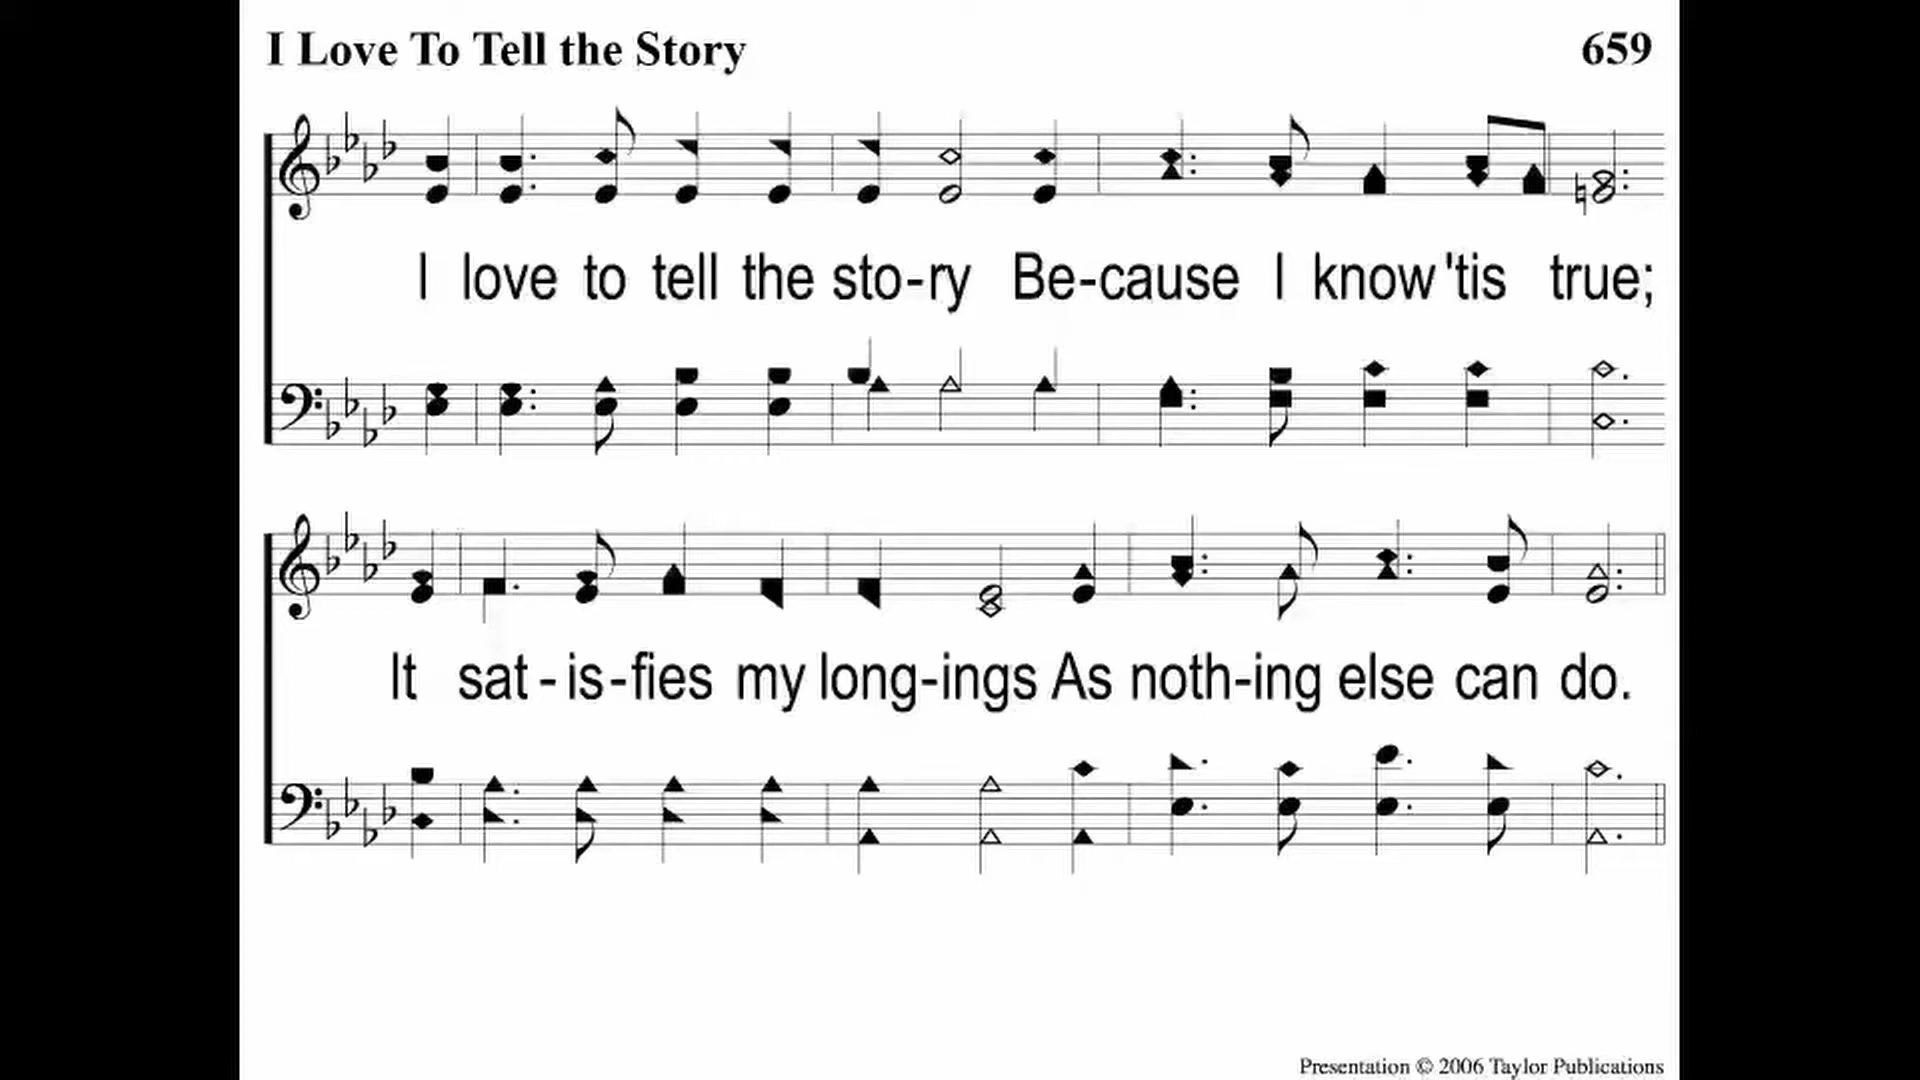 I Love To Tell the Story 659
I love to tell the sto-ry Be-cause I know 'tis true;
It sat-is-fies my long-ings As noth-ing else can do.
Presentation © 2006 Taylor Publications